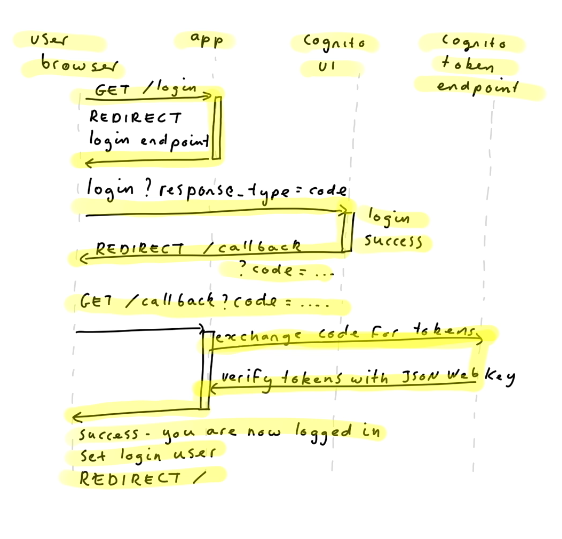 user browser
app
Cognito UI
Cognito token endpoint
GET /login
REDIRECT
login endpoint
login ? response_type = code
login
success
REDIRECT /callback
? code = ...
GET /callback ? code = ....
exchange code for tokens
verify tokens with JSON Web Key
success - you are now logged in
set login user
REDIRECT /